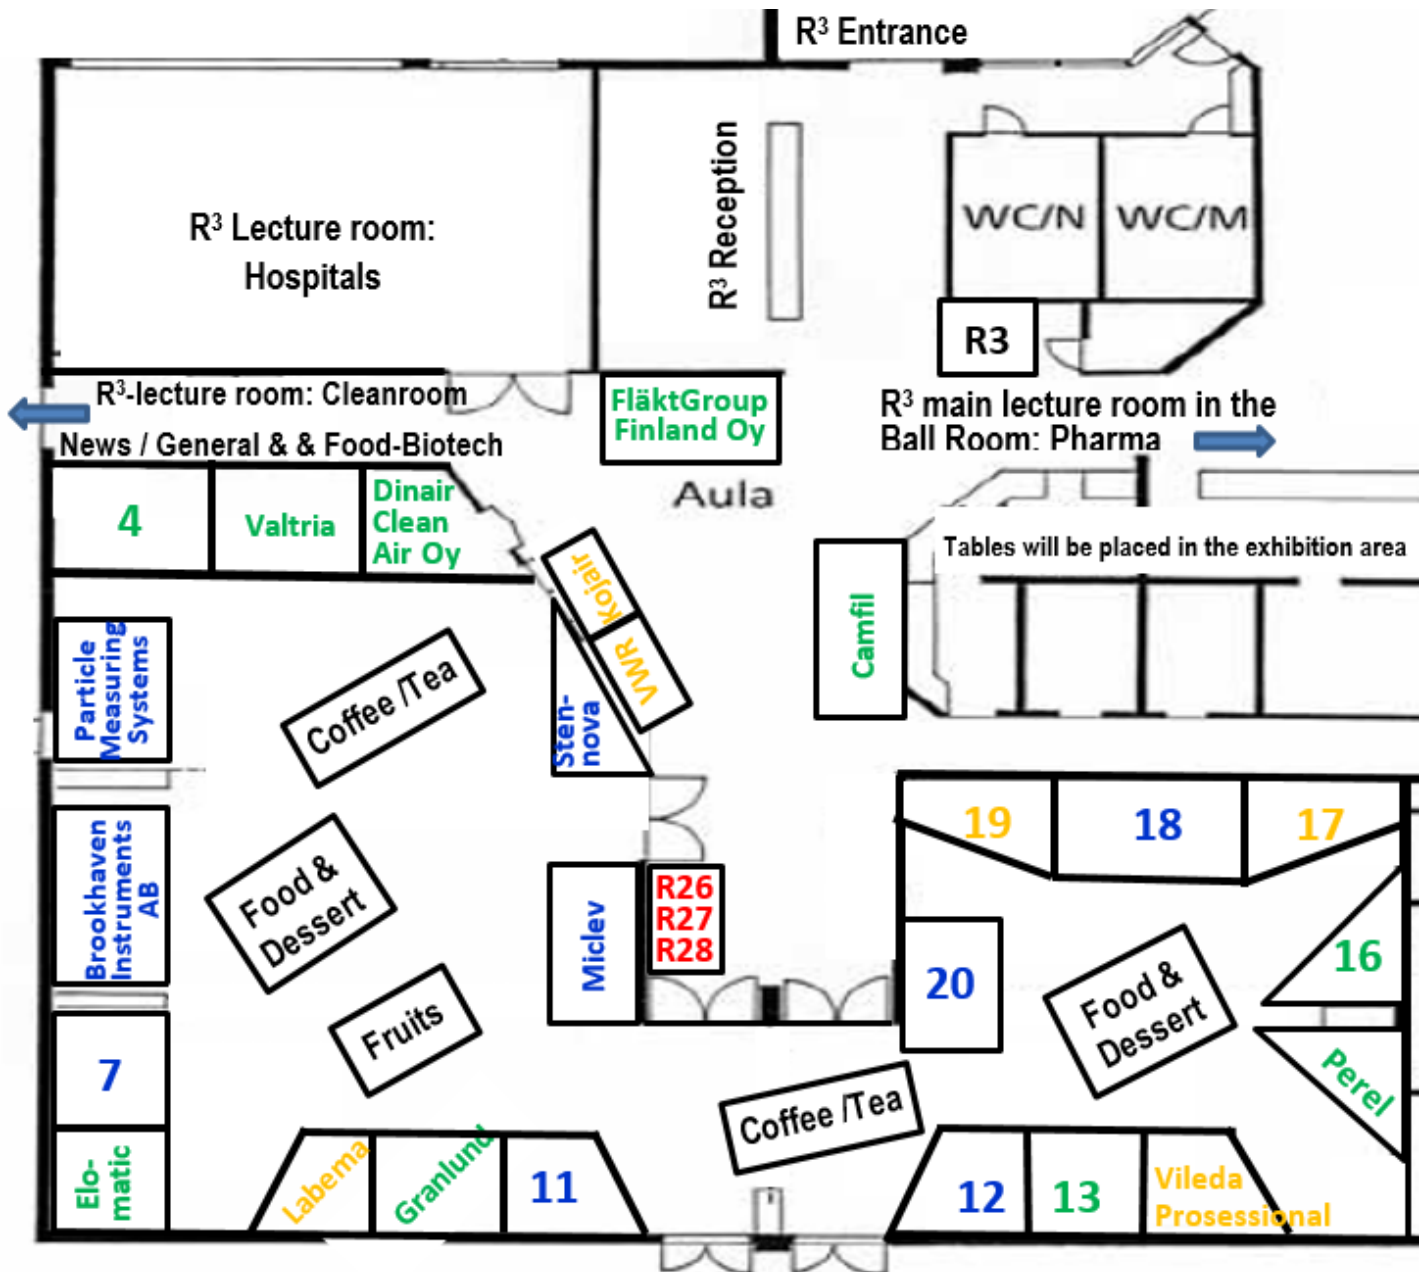 R³ Entrance
R³ Reception
WC/N
WC/M
R³ Lecture room:
Hospitals
R3
R³-lecture room: Cleanroom
News / General & & Food-Biotech
FläktGroup
Finland Oy
R³ main lecture room in the
Ball Room: Pharma
Aula
4
Valtria
Dinair
Clean
Air Oy
Kojair
VWR
Camfil
Tables will be placed in the exhibition area
Particle
Measuring
Systems
Coffee /Tea
Sten-
nova
Brookhaven
Instruments
AB
Food &
Dessert
Miclev
R26
R27
R28
19
18
17
16
20
Food &
Dessert
Fruits
7
Perel
Coffee /Tea
Elo-
matic
Labema
Granlund
11
12
13
Vileda
Prosessional